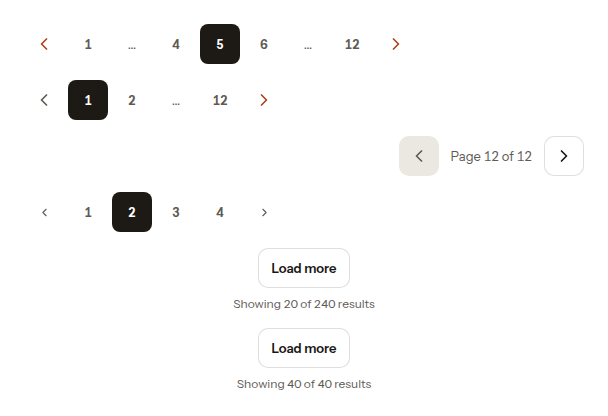 1 ... 4 5 6 ... 12
1 2 ... 12
Page 12 of 12
1 2 3 4
Load more
Showing 20 of 240 results
Load more
Showing 40 of 40 results